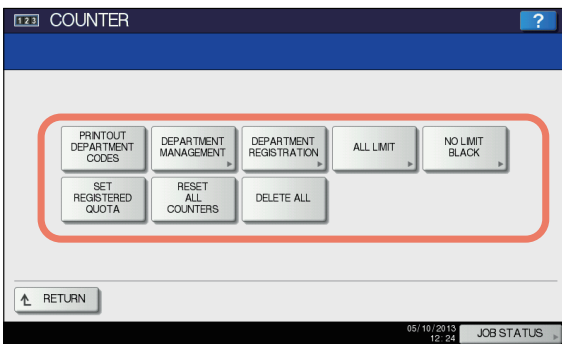 123 COUNTER ?
PRINTOUT
DEPARTMENT
CODES
DEPARTMENT
MANAGEMENT
DEPARTMENT
REGISTRATION
ALL LIMIT
NO LIMIT
BLACK
SET
REGISTERED
QUOTA
RESET
ALL
COUNTERS
DELETE ALL
RETURN
05/10/2013
12:24
JOB STATUS